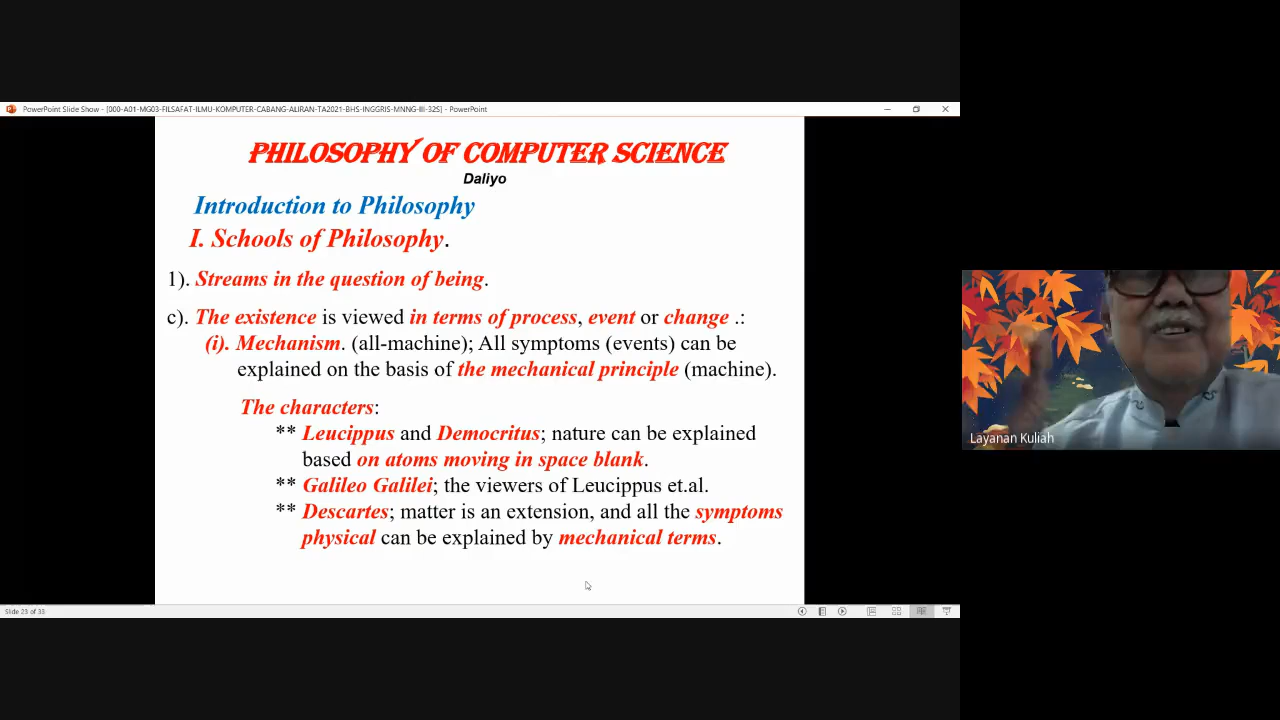 PowerPoint Slide Show - [000-A01-MG03-FILSAFAT-ILMU-KOMPUTER-CABANG-ALIRAN-TA2021-BHS-INGGRIS-MNNG-III-32S] - PowerPoint
PHILOSOPHY OF COMPUTER SCIENCE
Daliyo
Introduction to Philosophy
I. Schools of Philosophy.
1). Streams in the question of being.
c). The existence is viewed in terms of process, event or change .:
(i). Mechanism. (all-machine); All symptoms (events) can be
explained on the basis of the mechanical principle (machine).
The characters:
** Leucippus and Democritus; nature can be explained
based on atoms moving in space blank.
** Galileo Galilei; the viewers of Leucippus et.al.
** Descartes; matter is an extension, and all the symptoms
physical can be explained by mechanical terms.
Slide 23 of 33
Layanan Kuliah